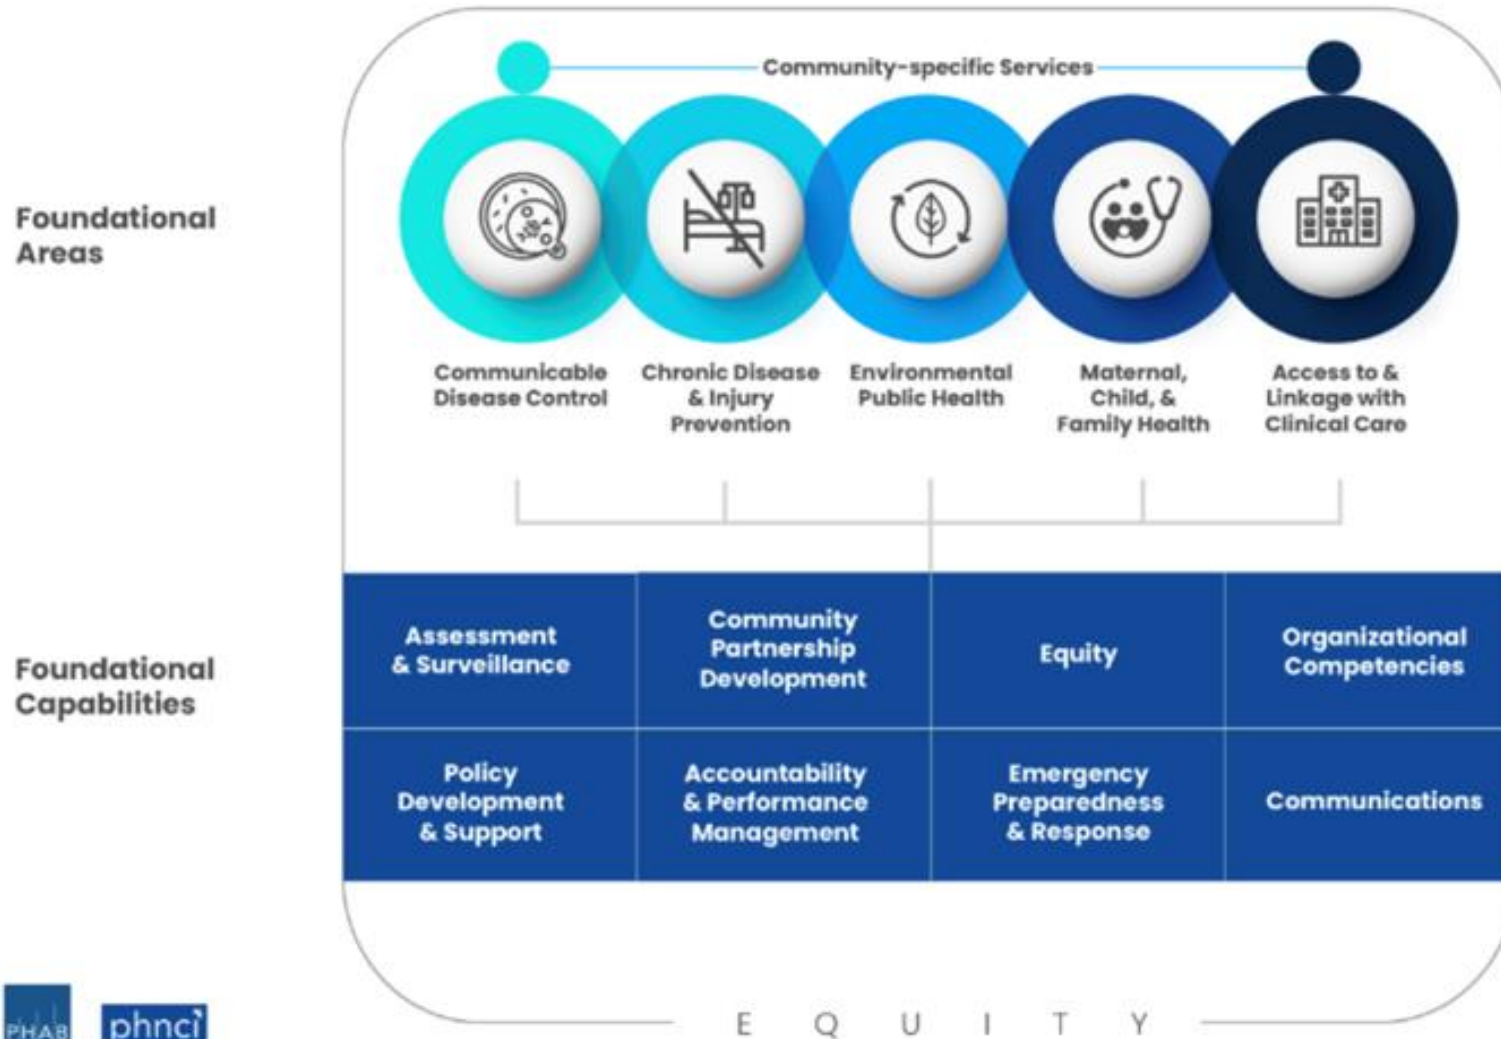 Community-specific Services
Foundational
Areas
Communicable
Disease Control
Chronic Disease
& Injury
Prevention
Environmental
Public Health
Maternal,
Child, &
Family Health
Access to &
Linkage with
Clinical Care
Foundational
Capabilities
Assessment
& Surveillance
Community
Partnership
Development
Equity
Organizational
Competencies
Policy
Development
& Support
Accountability
& Performance
Management
Emergency
Preparedness
& Response
Communications
PHAB
phnci
EQUITY